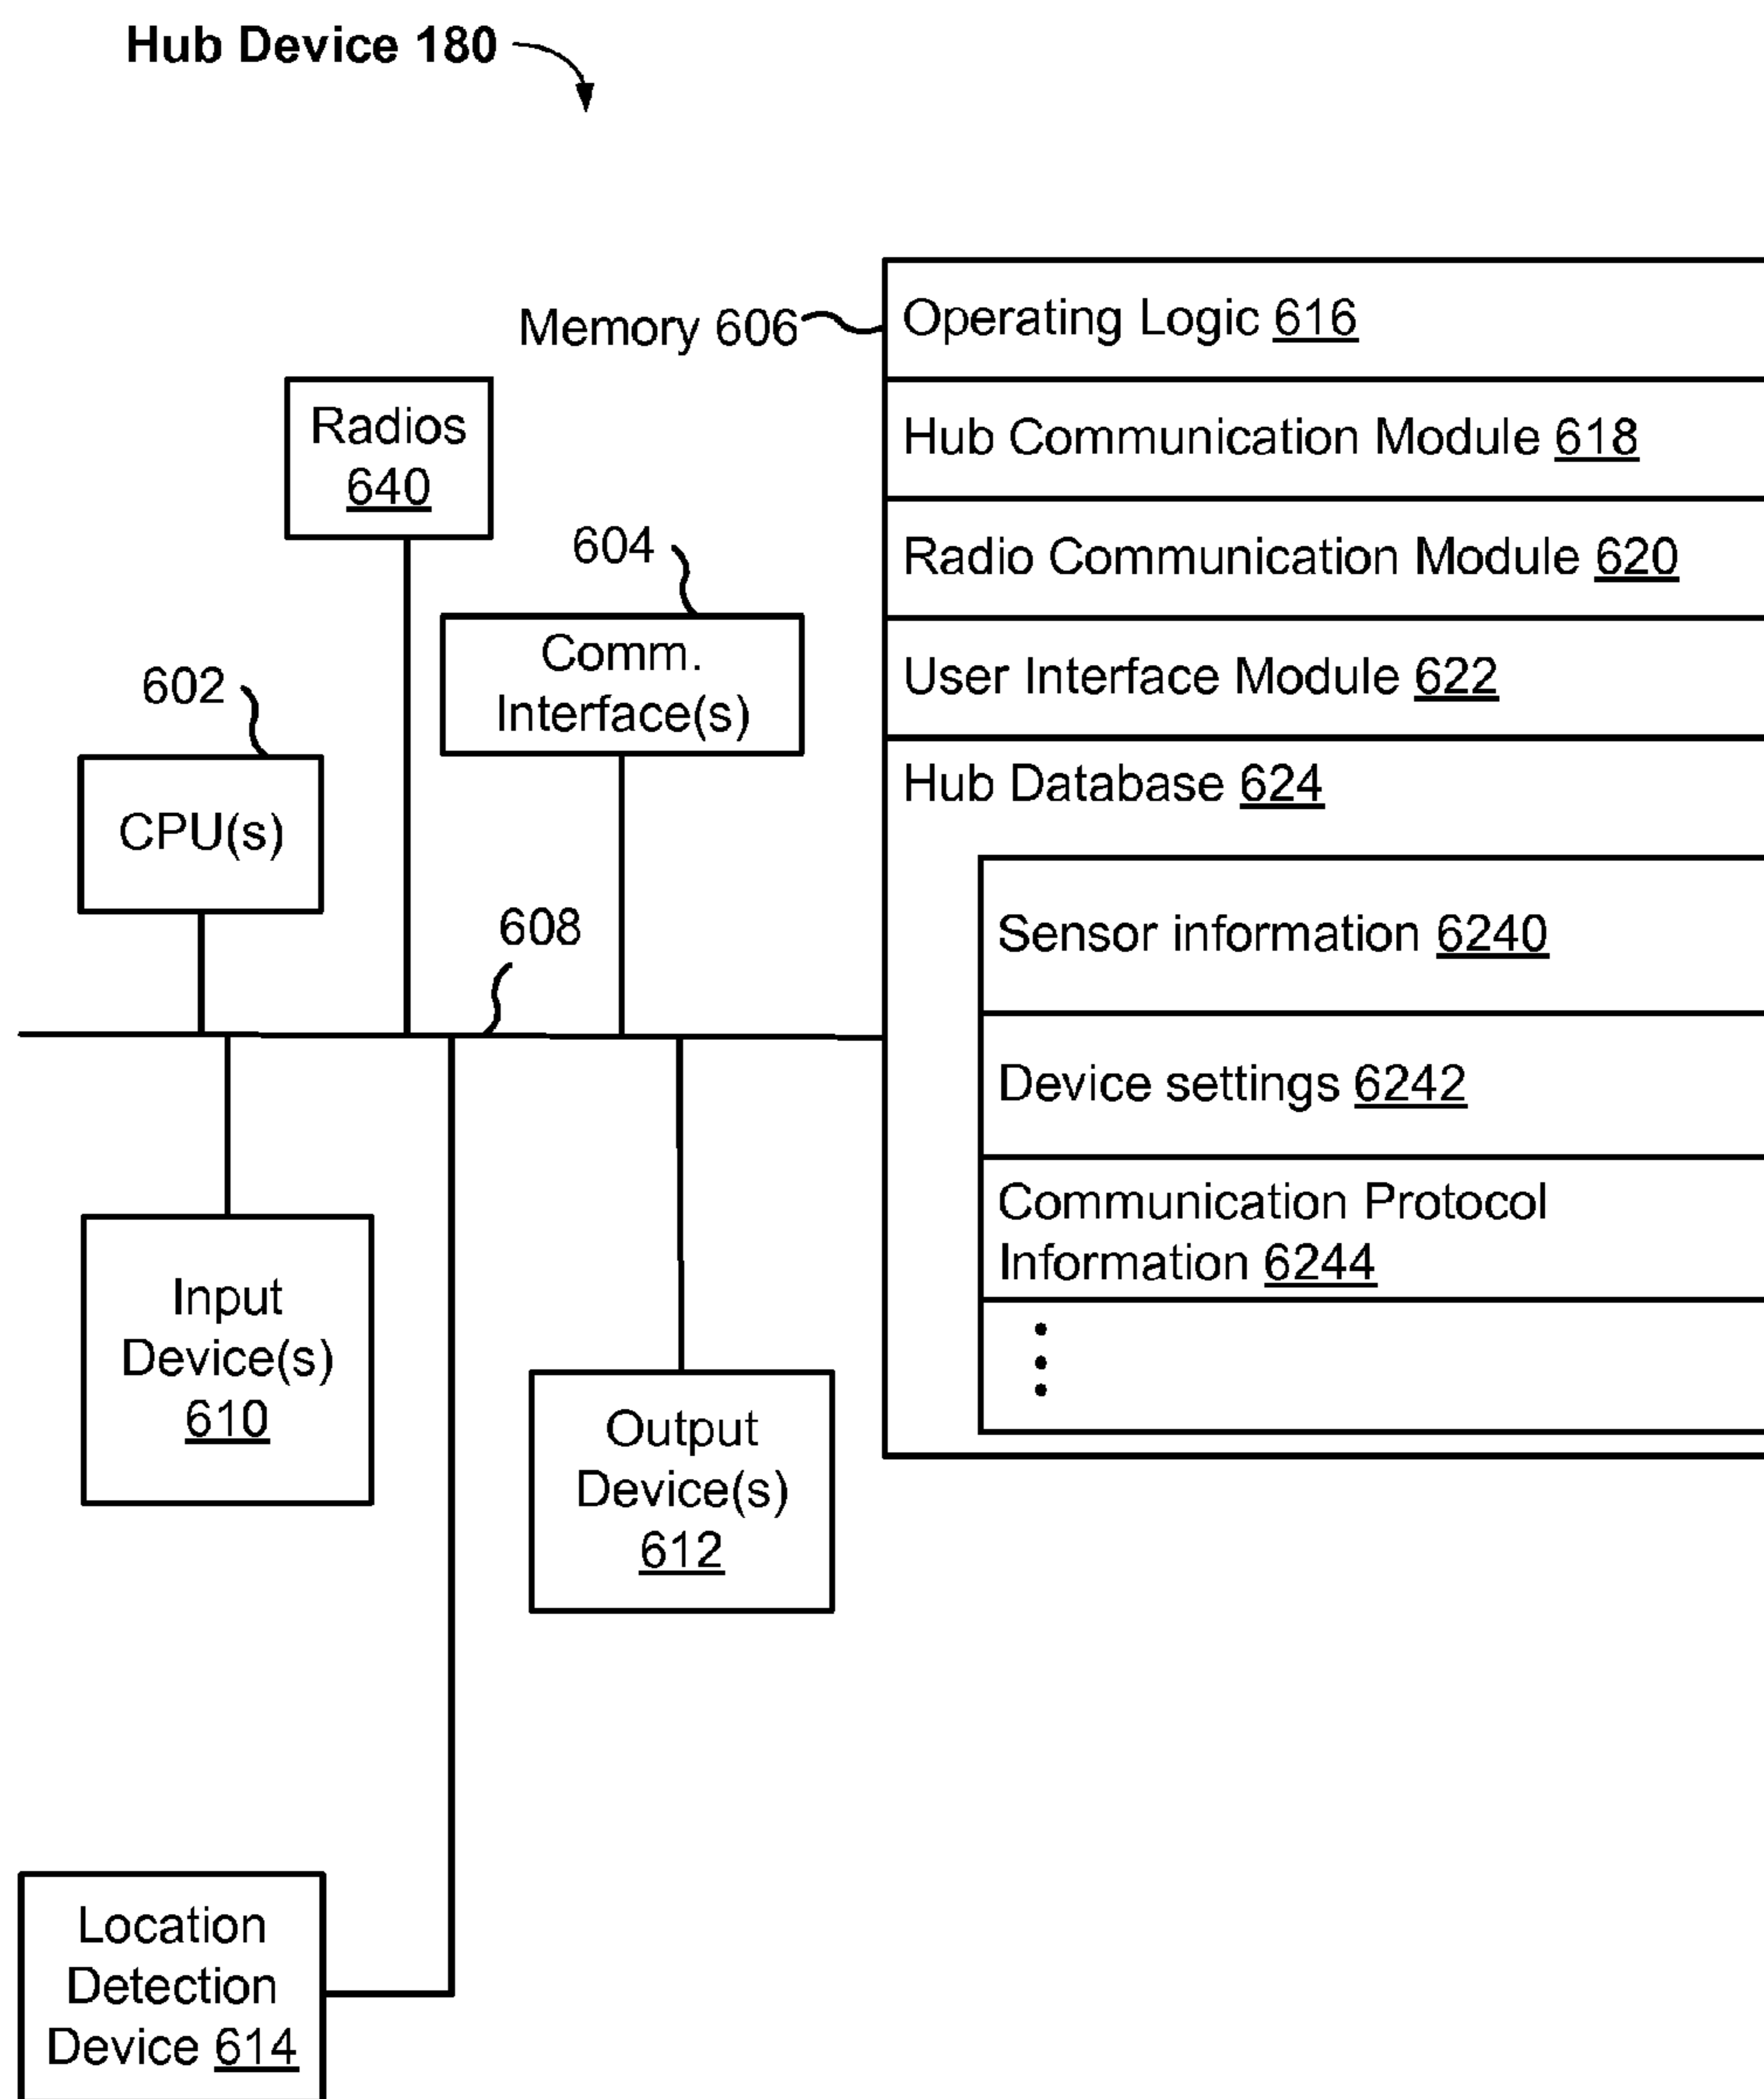 Hub Device 180
Memory 606
Operating Logic 616
Hub Communication Module 618
Radio Communication Module 620
User Interface Module 622
Hub Database 624
Sensor information 6240
Device settings 6242
Communication Protocol
Information 6244
Radios
640
604
Comm.
Interface(s)
602
CPU(s)
608
Input
Device(s)
610
Output
Device(s)
612
Location
Detection
Device 614